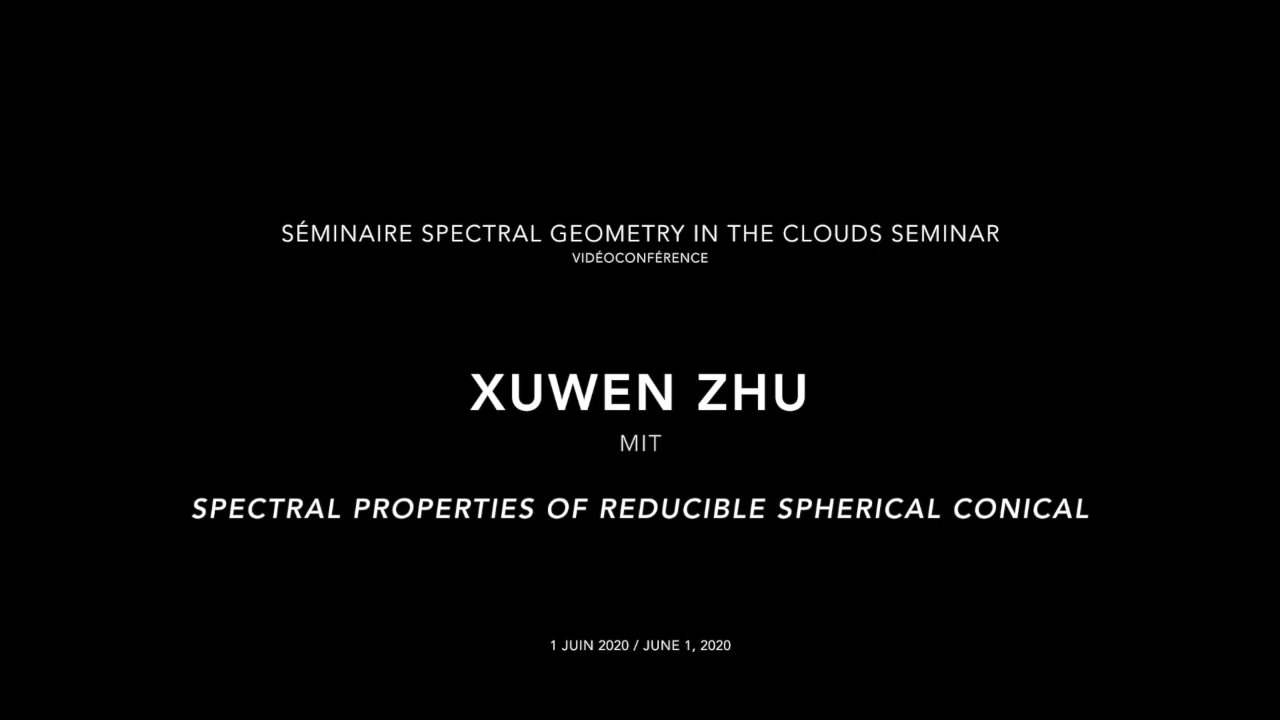 SÉMINAIRE SPECTRAL GEOMETRY IN THE CLOUDS SEMINAR
VIDÉOCONFÉRENCE
XUWEN ZHU
MIT
SPECTRAL PROPERTIES OF REDUCIBLE SPHERICAL CONICAL
1 JUIN 2020 / JUNE 1, 2020